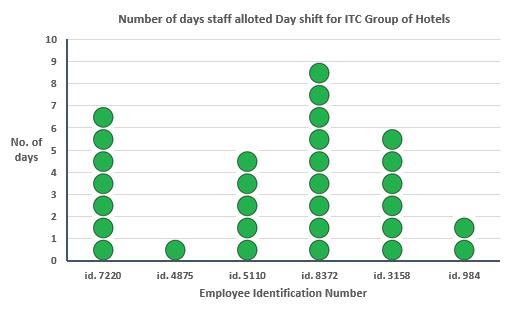 Number of days staff alloted Day shift for ITC Group of Hotels
10
9
8
7
6
5
4
3
2
1
0
No. of
days
id. 7220 id. 4875 id. 5110 id. 8372 id. 3158 id. 984
Employee Identification Number